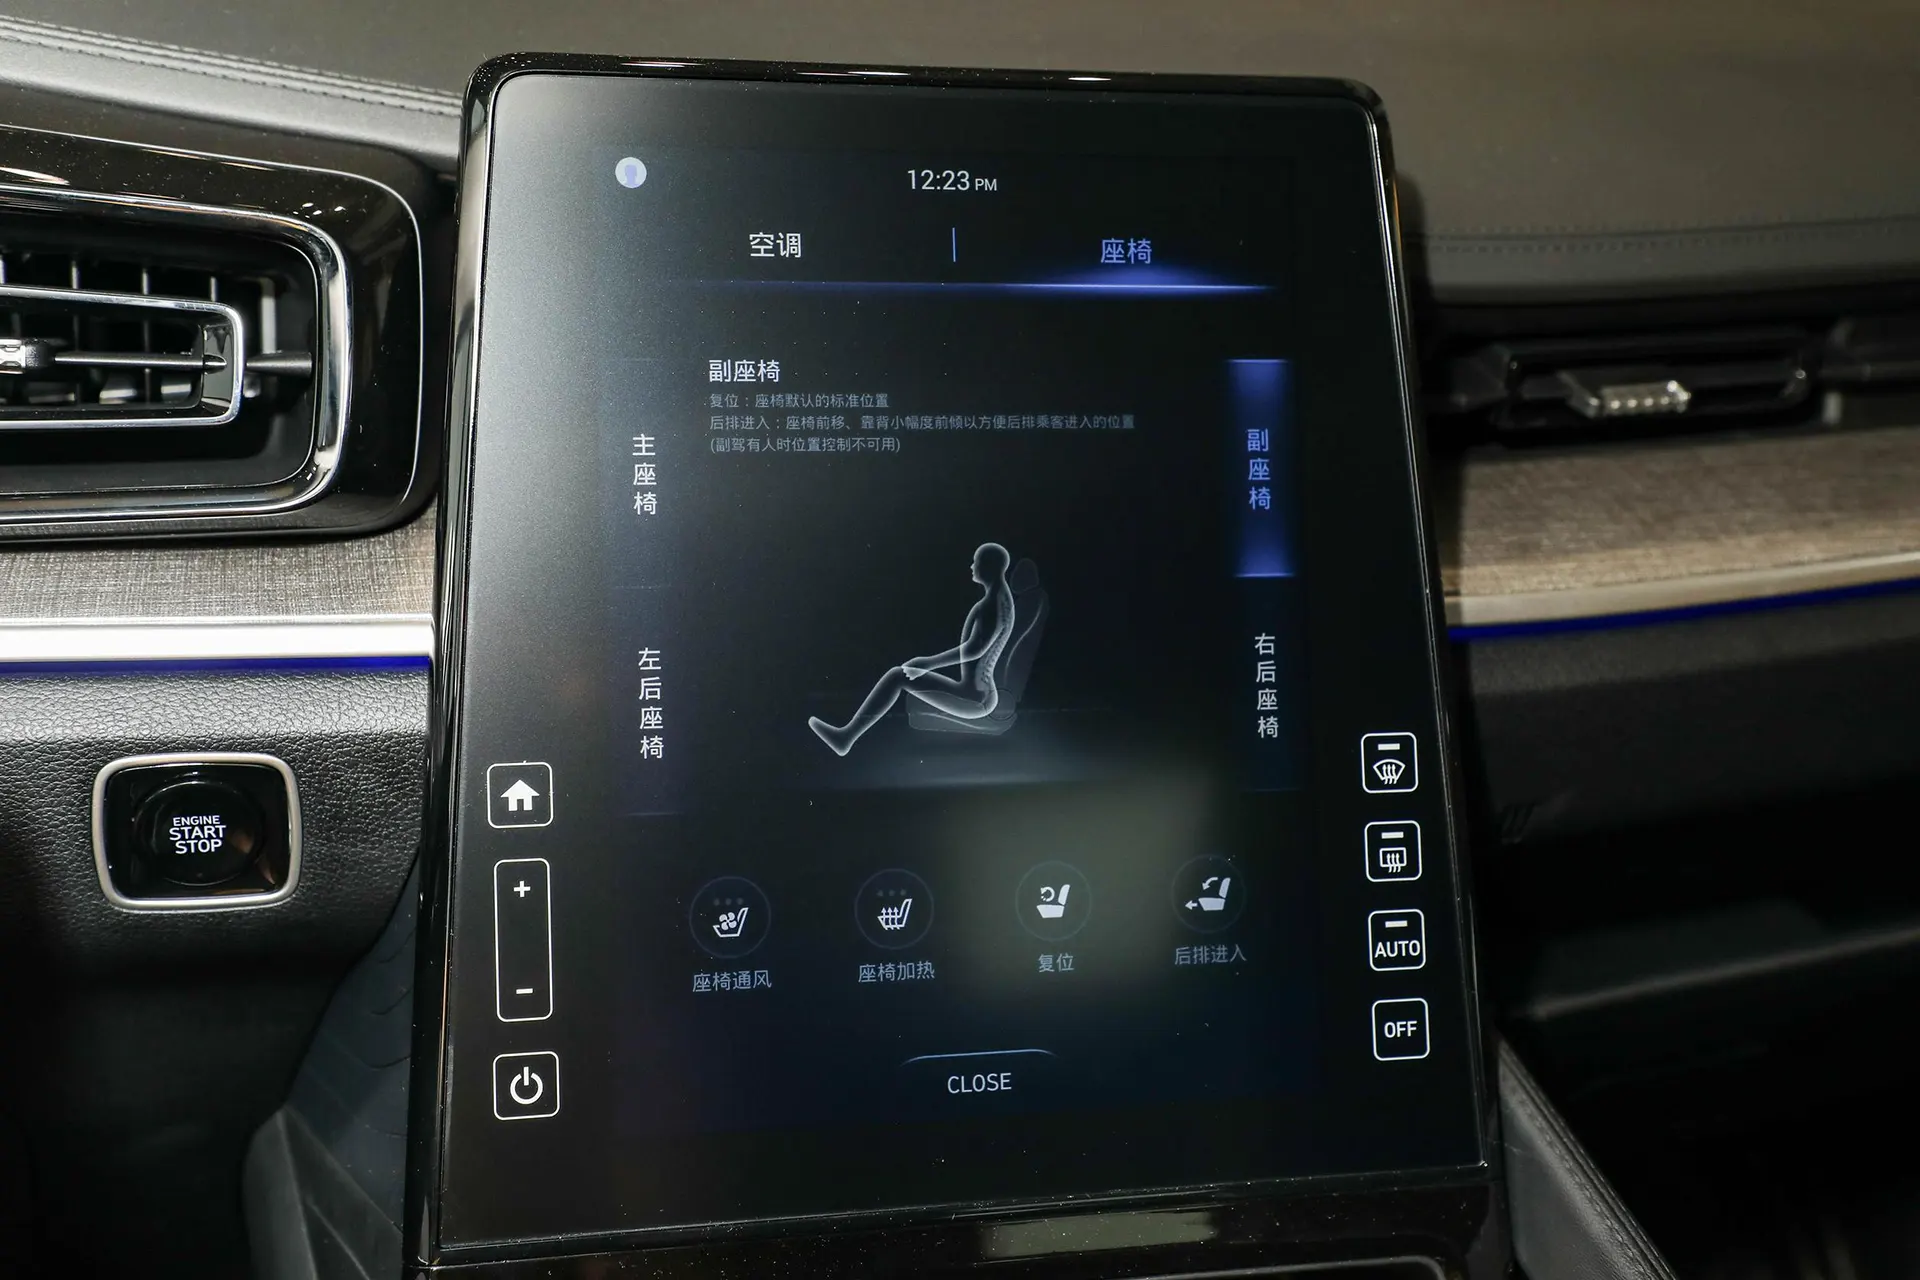 12:23 PM
空调
座椅
副座椅
复位：座椅默认的标准位置
后排进入：座椅前移、靠背小幅度前倾以方便后排乘客进入的位置
(副驾有人时位置控制不可用)
主座椅
副座椅
左后座椅
右后座椅
座椅通风
座椅加热
复位
后排进入
CLOSE
+
-
AUTO
OFF
ENGINE
START
STOP